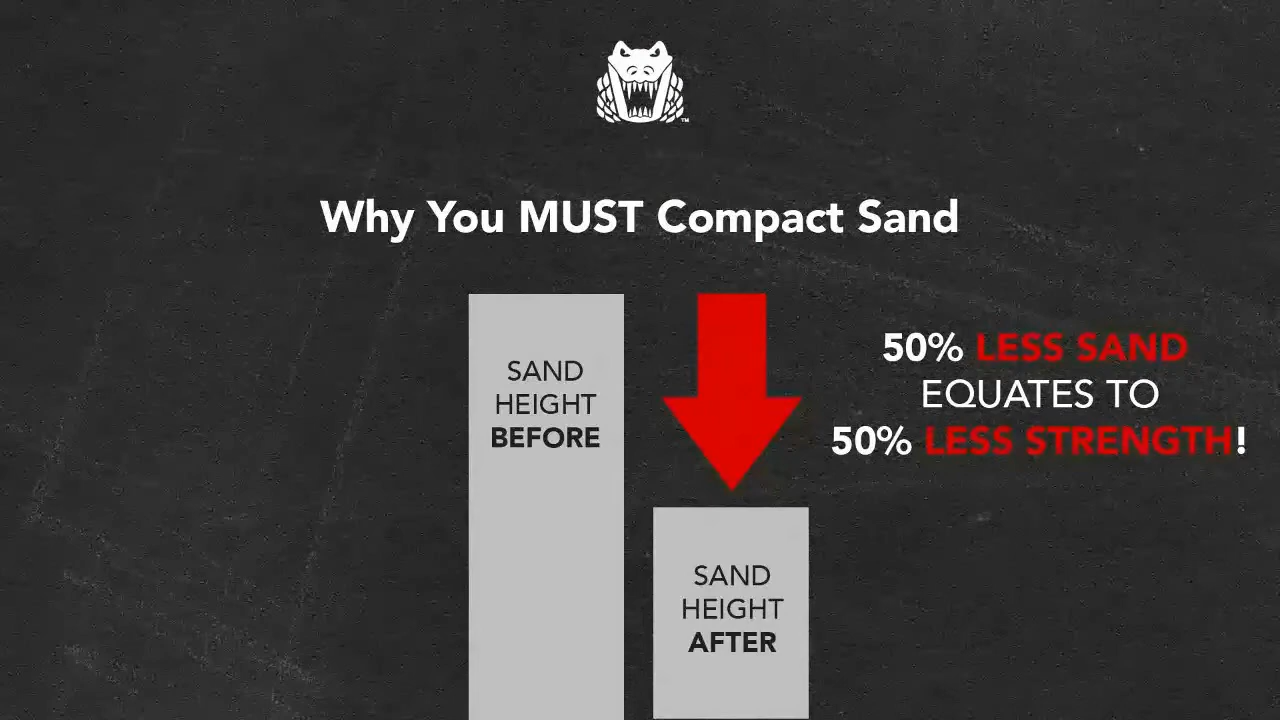 Why You MUST Compact Sand
SAND
HEIGHT
BEFORE
50% LESS SAND
EQUATES TO
50% LESS STRENGTH!
SAND
HEIGHT
AFTER
TM